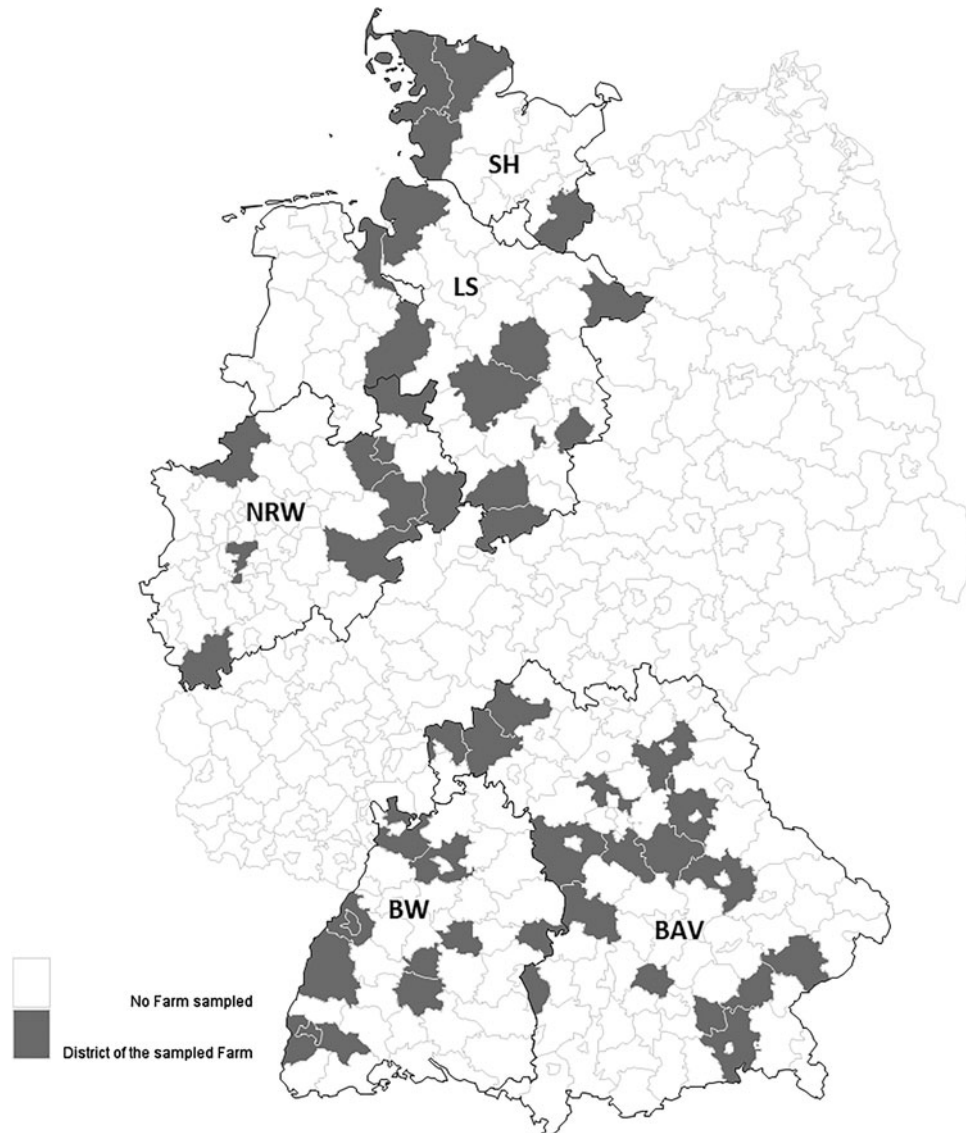 SH
LS
NRW
BW
BAV
No Farm sampled
District of the sampled Farm